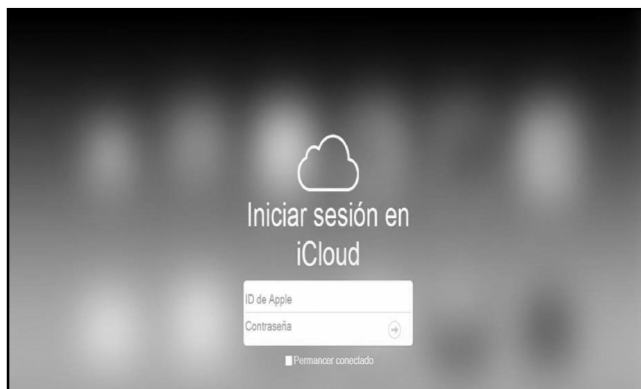 Iniciar sesión en
iCloud
ID de Apple
Contraseña
Permancer conectado